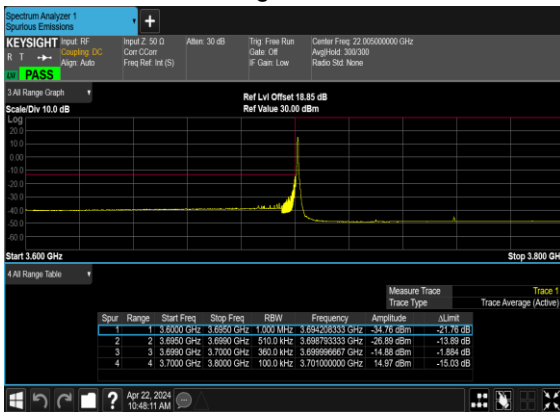 Spectrum Analyzer 1
Spurious Emissions
+
KEYSIGHT Input: RF Input Z: 50 Ω Atten: 30 dB Trig: Free Run Center Freq: 22.005000000 GHz
R T Coupling: DC Corr CCorr Gate: Off Avg|Hold: 300/300
Align: Auto Freq Ref: Int (S) IF Gain: Low Radio Std: None
PASS
3 All Range Graph Ref Lvl Offset 18.85 dB
Scale/Div 10.0 dB Ref Value 30.00 dBm
Log
20.0
10.0
0.00
-10.0
-20.0
-30.0
-40.0
-50.0
-60.0
Start 3.600 GHz Stop 3.800 GH
4 All Range Table
Measure Trace Trace 1
Trace Type Trace Average (Active)
Spur Range Start Freq Stop Freq RBW Frequency Amplitude ΔLimit
1 1 3.6000 GHz 3.6950 GHz 1.000 MHz 3.694208333 GHz -34.76 dBm -21.76 dB
2 2 3.6950 GHz 3.6990 GHz 510.0 kHz 3.698793333 GHz -26.89 dBm -13.89 dB
3 3 3.6990 GHz 3.7000 GHz 360.0 kHz 3.699996667 GHz -14.88 dBm -1.884 dB
4 4 3.7000 GHz 3.8000 GHz 100.0 kHz 3.701000000 GHz 14.97 dBm -15.03 dB
? Apr 22, 2024
10:48:11 AM